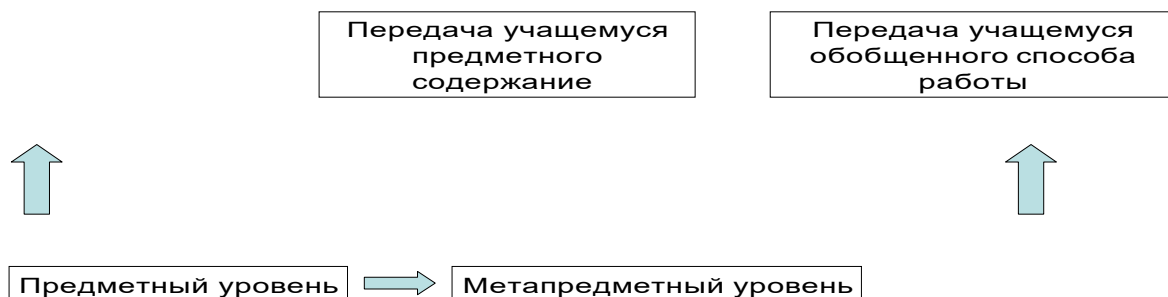 Передача учащемуся
предметного
содержание
Передача учащемуся
обобщенного способа
работы
Предметный уровень
Метапредметный уровень